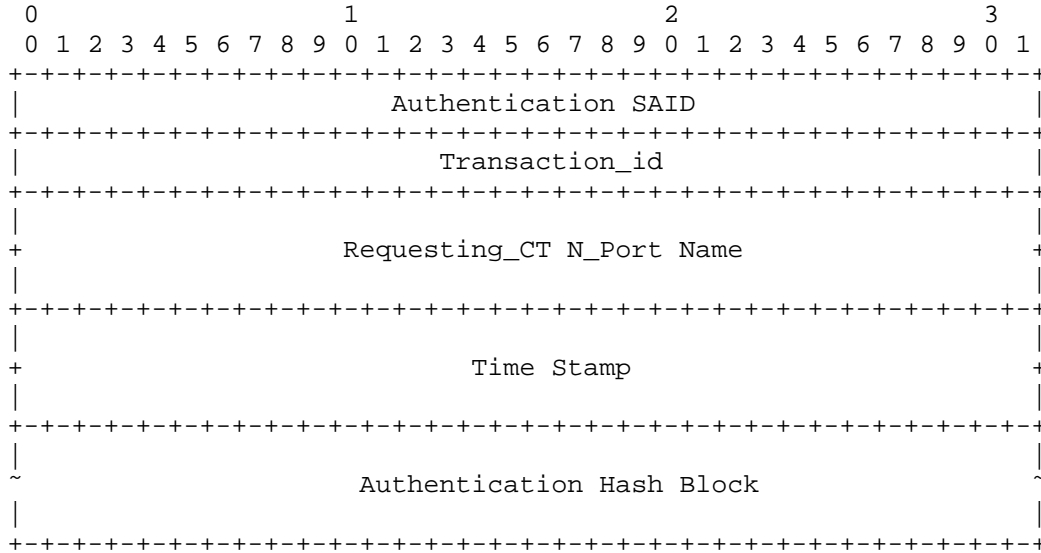 0                   1                   2                   3
 0 1 2 3 4 5 6 7 8 9 0 1 2 3 4 5 6 7 8 9 0 1 2 3 4 5 6 7 8 9 0 1
+-+-+-+-+-+-+-+-+-+-+-+-+-+-+-+-+-+-+-+-+-+-+-+-+-+-+-+-+-+-+-+-+
|                       Authentication SAID                     |
+-+-+-+-+-+-+-+-+-+-+-+-+-+-+-+-+-+-+-+-+-+-+-+-+-+-+-+-+-+-+-+-+
|                          Transaction_id                       |
+-+-+-+-+-+-+-+-+-+-+-+-+-+-+-+-+-+-+-+-+-+-+-+-+-+-+-+-+-+-+-+-+
|                                                               |
+                    Requesting_CT N_Port Name                  +
|                                                               |
+-+-+-+-+-+-+-+-+-+-+-+-+-+-+-+-+-+-+-+-+-+-+-+-+-+-+-+-+-+-+-+-+
|                                                               |
+                            Time Stamp                         +
|                                                               |
+-+-+-+-+-+-+-+-+-+-+-+-+-+-+-+-+-+-+-+-+-+-+-+-+-+-+-+-+-+-+-+-+
|                                                               |
~                     Authentication Hash Block                 ~
|                                                               |
+-+-+-+-+-+-+-+-+-+-+-+-+-+-+-+-+-+-+-+-+-+-+-+-+-+-+-+-+-+-+-+-+